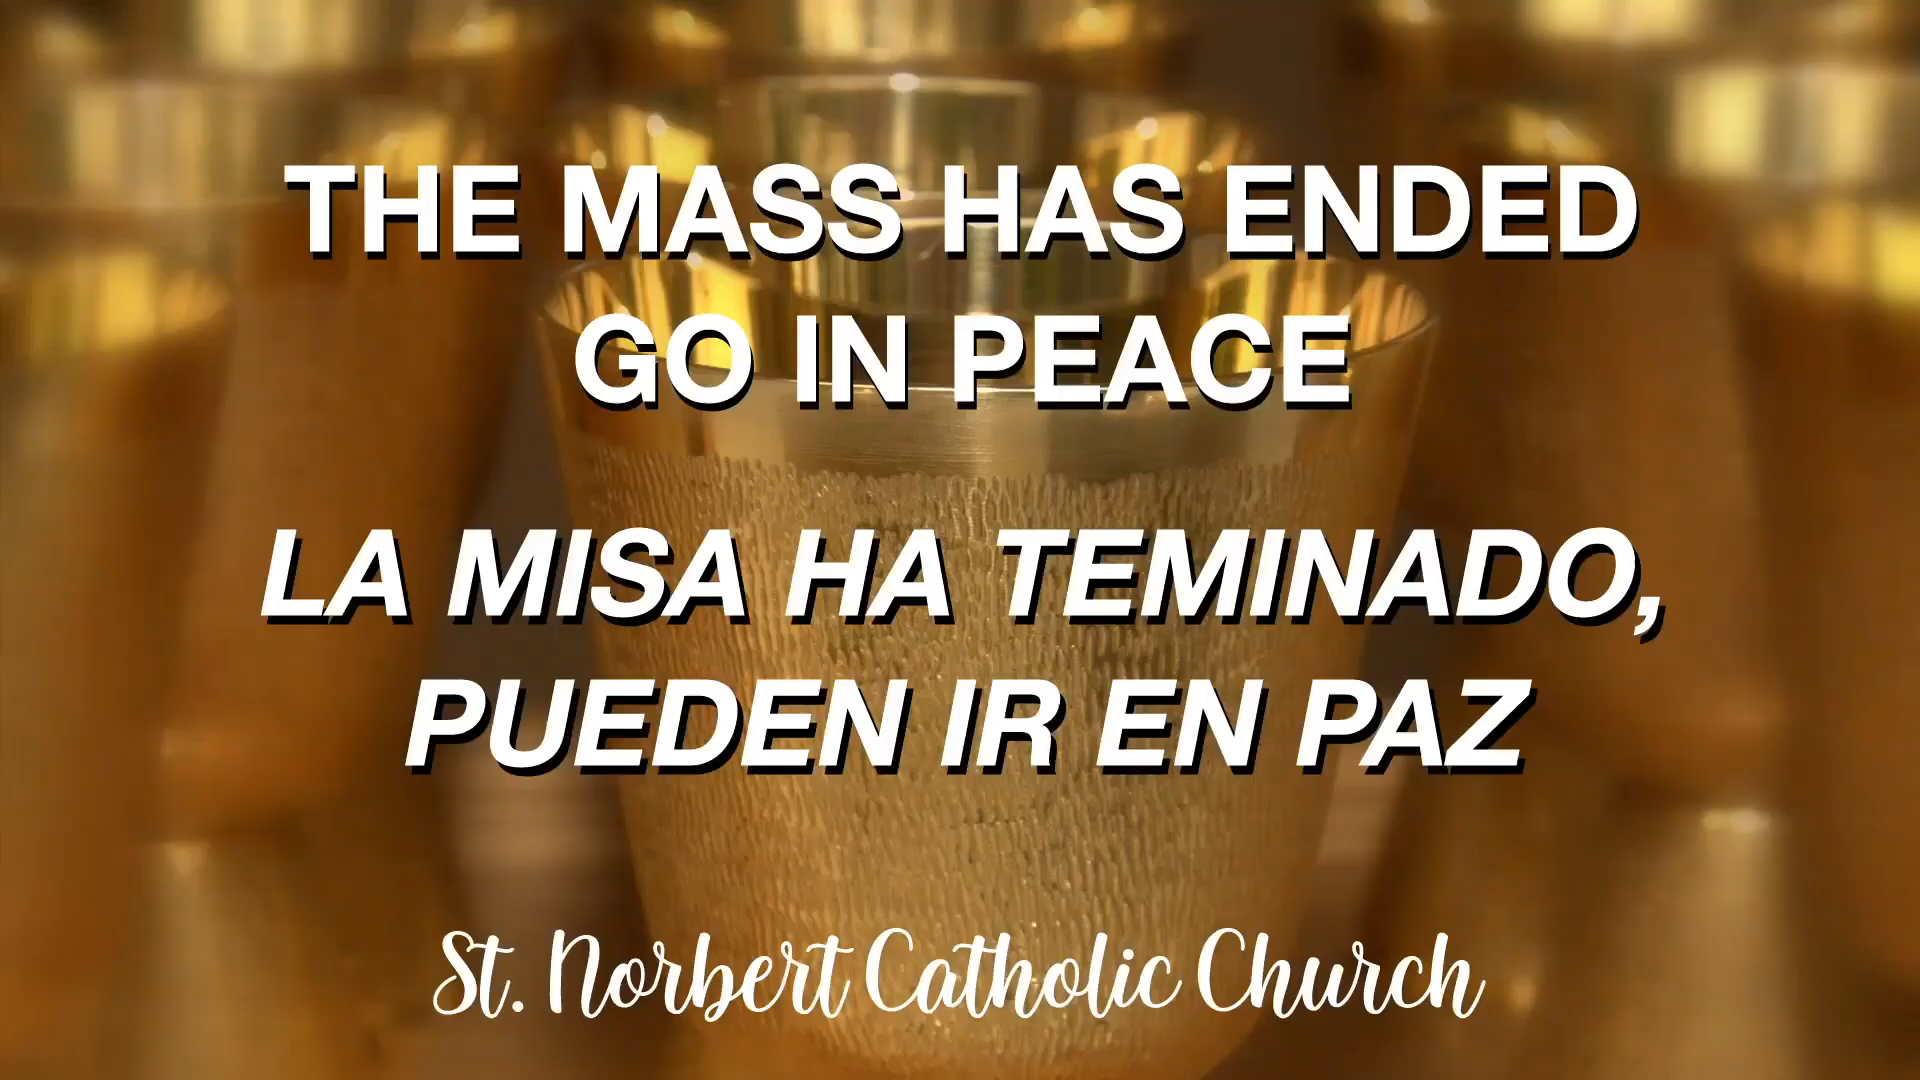 THE MASS HAS ENDED
GO IN PEACE
LA MISA HA TEMINADO,
PUEDEN IR EN PAZ
St. Norbert Catholic Church